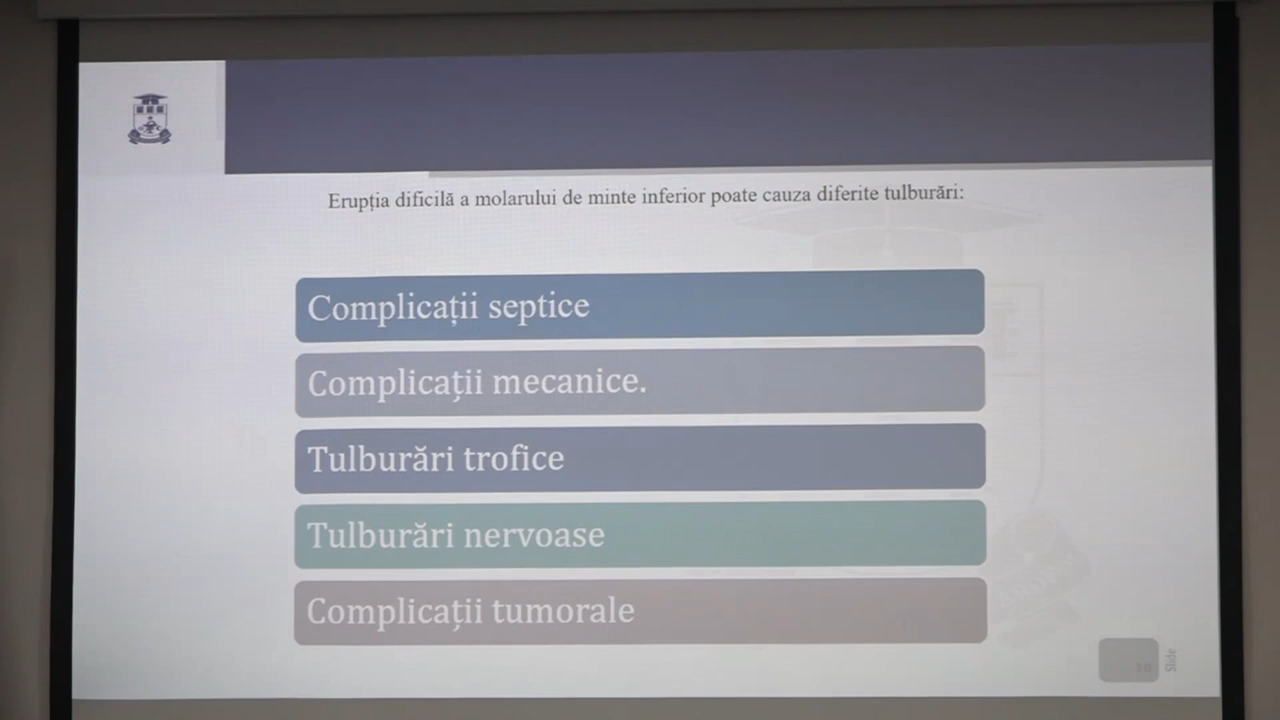 Erupția dificilă a molarului de minte inferior poate cauza diferite tulburări:
Complicații septice
Complicații mecanice.
Tulburări trofice
Tulburări nervoase
Complicații tumorale
Slide